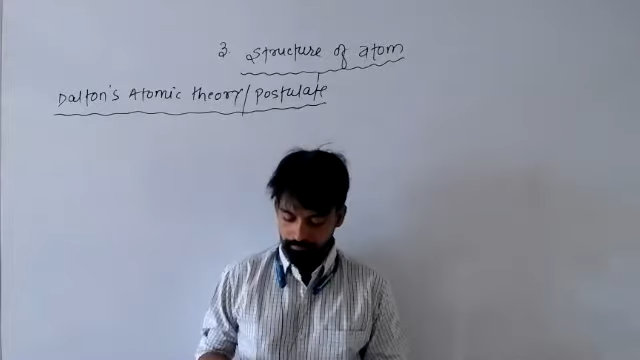 3. Structure of atom
Dalton's Atomic theory/postulate